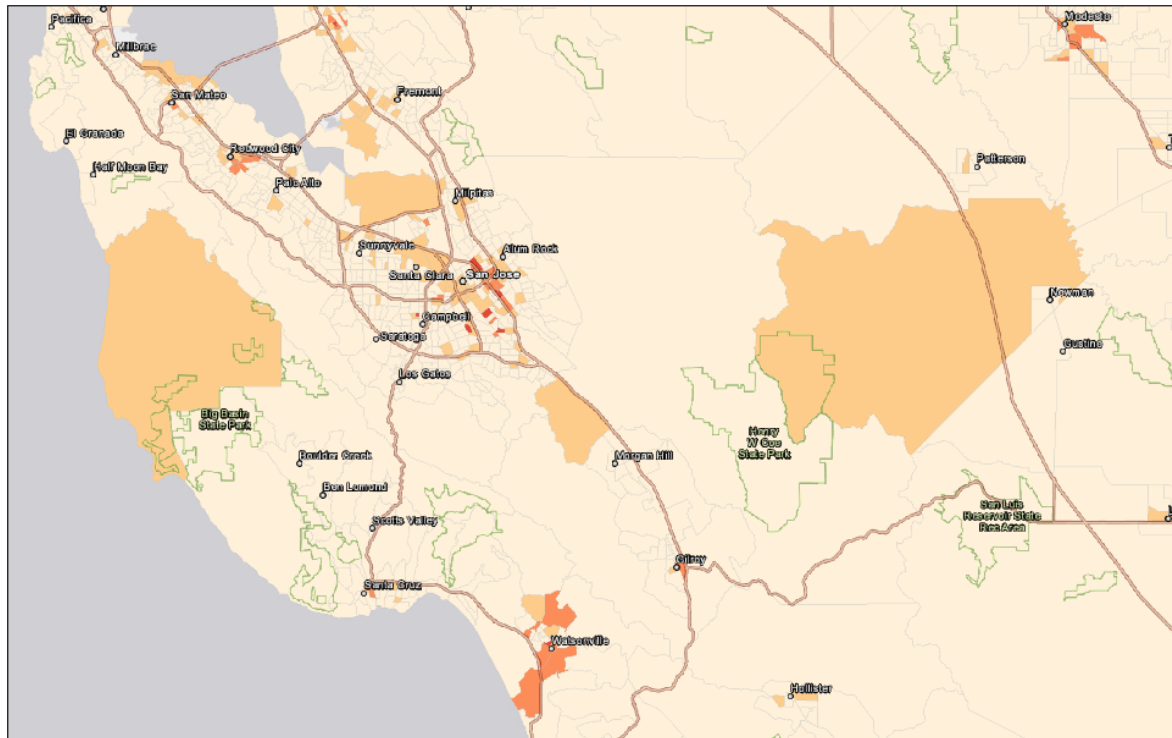 Pacifica
Modesto
Millbrae
San Mateo
Fremont
El Granada
Redwood City
Half Moon Bay
Palo Alto
Patterson
Milpitas
Sunnyvale
Alum Rock
Santa Clara
San Jose
Newman
Campbell
Saratoga
Gustine
Los Gatos
Big Basin
State Park
Henry
W Coe
State Park
Boulder Creek
Morgan Hill
Ben Lomond
San Luis
Reservoir State
Rec Area
Scotts Valley
Gilroy
Santa Cruz
Watsonville
Hollister